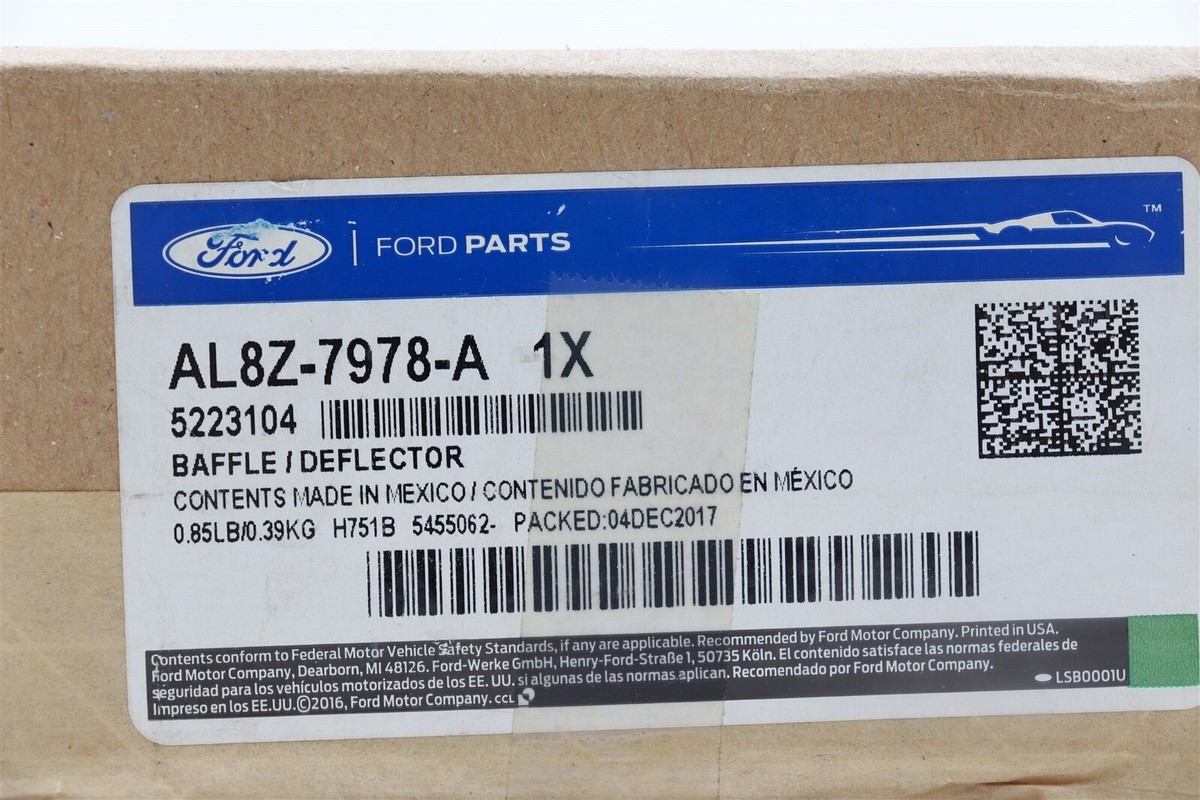 Ford | FORD PARTS
TM
AL8Z-7978-A 1X
5223104
BAFFLE / DEFLECTOR
CONTENTS MADE IN MEXICO / CONTENIDO FABRICADO EN MÉXICO
0.85LB/0.39KG H751B 5455062- PACKED:04DEC2017
Contents conform to Federal Motor Vehicle Safety Standards, if any are applicable. Recommended by Ford Motor Company. Printed in USA.
Ford Motor Company, Dearborn, MI 48126. Ford-Werke GmbH, Henry-Ford-Straße 1, 50735 Köln. El contenido satisface las normas federales de
seguridad para los vehículos motorizados de los EE. UU. si algunas de las normas aplican. Recomendado por Ford Motor Company.
Impreso en los EE.UU.©2016, Ford Motor Company. CCL
LSB0001U